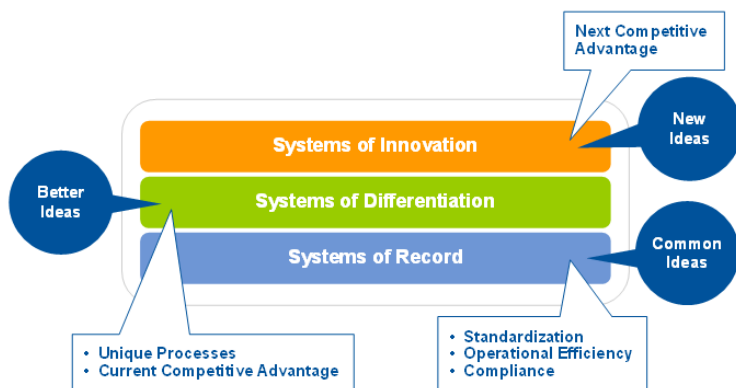 Next Competitive
Advantage
New
Ideas
Systems of Innovation
Better
Ideas
Systems of Differentiation
Systems of Record
Common
Ideas
• Unique Processes
• Current Competitive Advantage
• Standardization
• Operational Efficiency
• Compliance